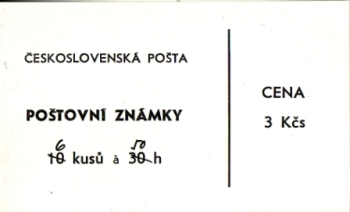 ČESKOSLOVENSKÁ POŠTA
POŠTOVNÍ ZNÁMKY
6 50
10 kusů à 30 h
CENA
3 Kčs